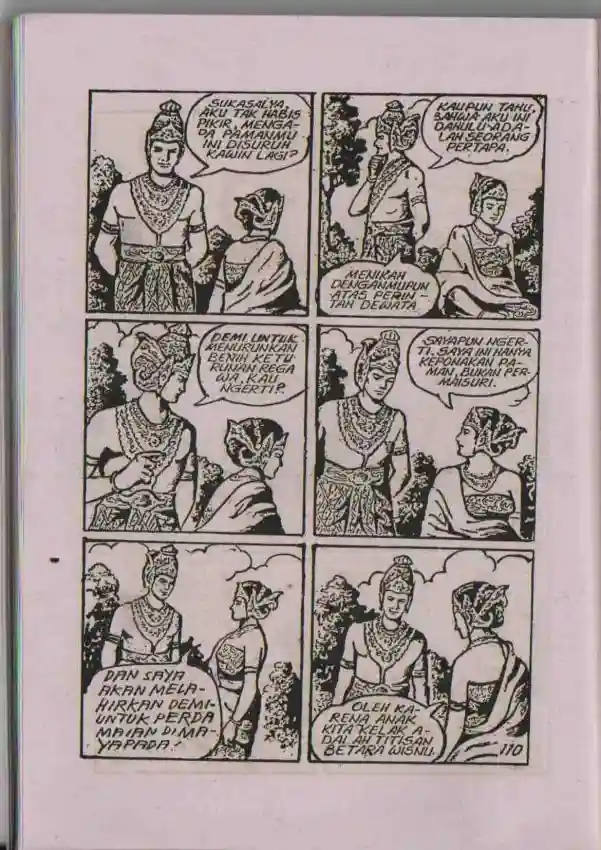 SUKASALYA,
AKU TAK HABIS
PIKIR, MENGA-
PA PAMANMU
INI DISURUH
KAWIN LAGI?
KAUPUN TAHU,
BAHWA AKU INI
DAHULU ADA-
LAH SEORANG
PERTAPA.
MENIKAH
DENGANMUPUN
ATAS PERIN-
TAH DEWATA
DEMI UNTUK
MENURUNKAN
BENIH KETU-
RUNAN REGA
WA, KAU
NGERTI?
SAYAPUN NGER-
TI. SAYA INI HANYA
KEPONAKAN PA-
MAN, BUKAN PER-
MAISURI.
DAN SAYA
AKAN MELA-
HIRKAN DEMI-
UNTUK PERDA
MAIAN DI MA-
YAPADA!
OLEH KA-
RENA ANAK
KITA KELAK A-
DALAH TITISAN
BETARA WISNU.
110